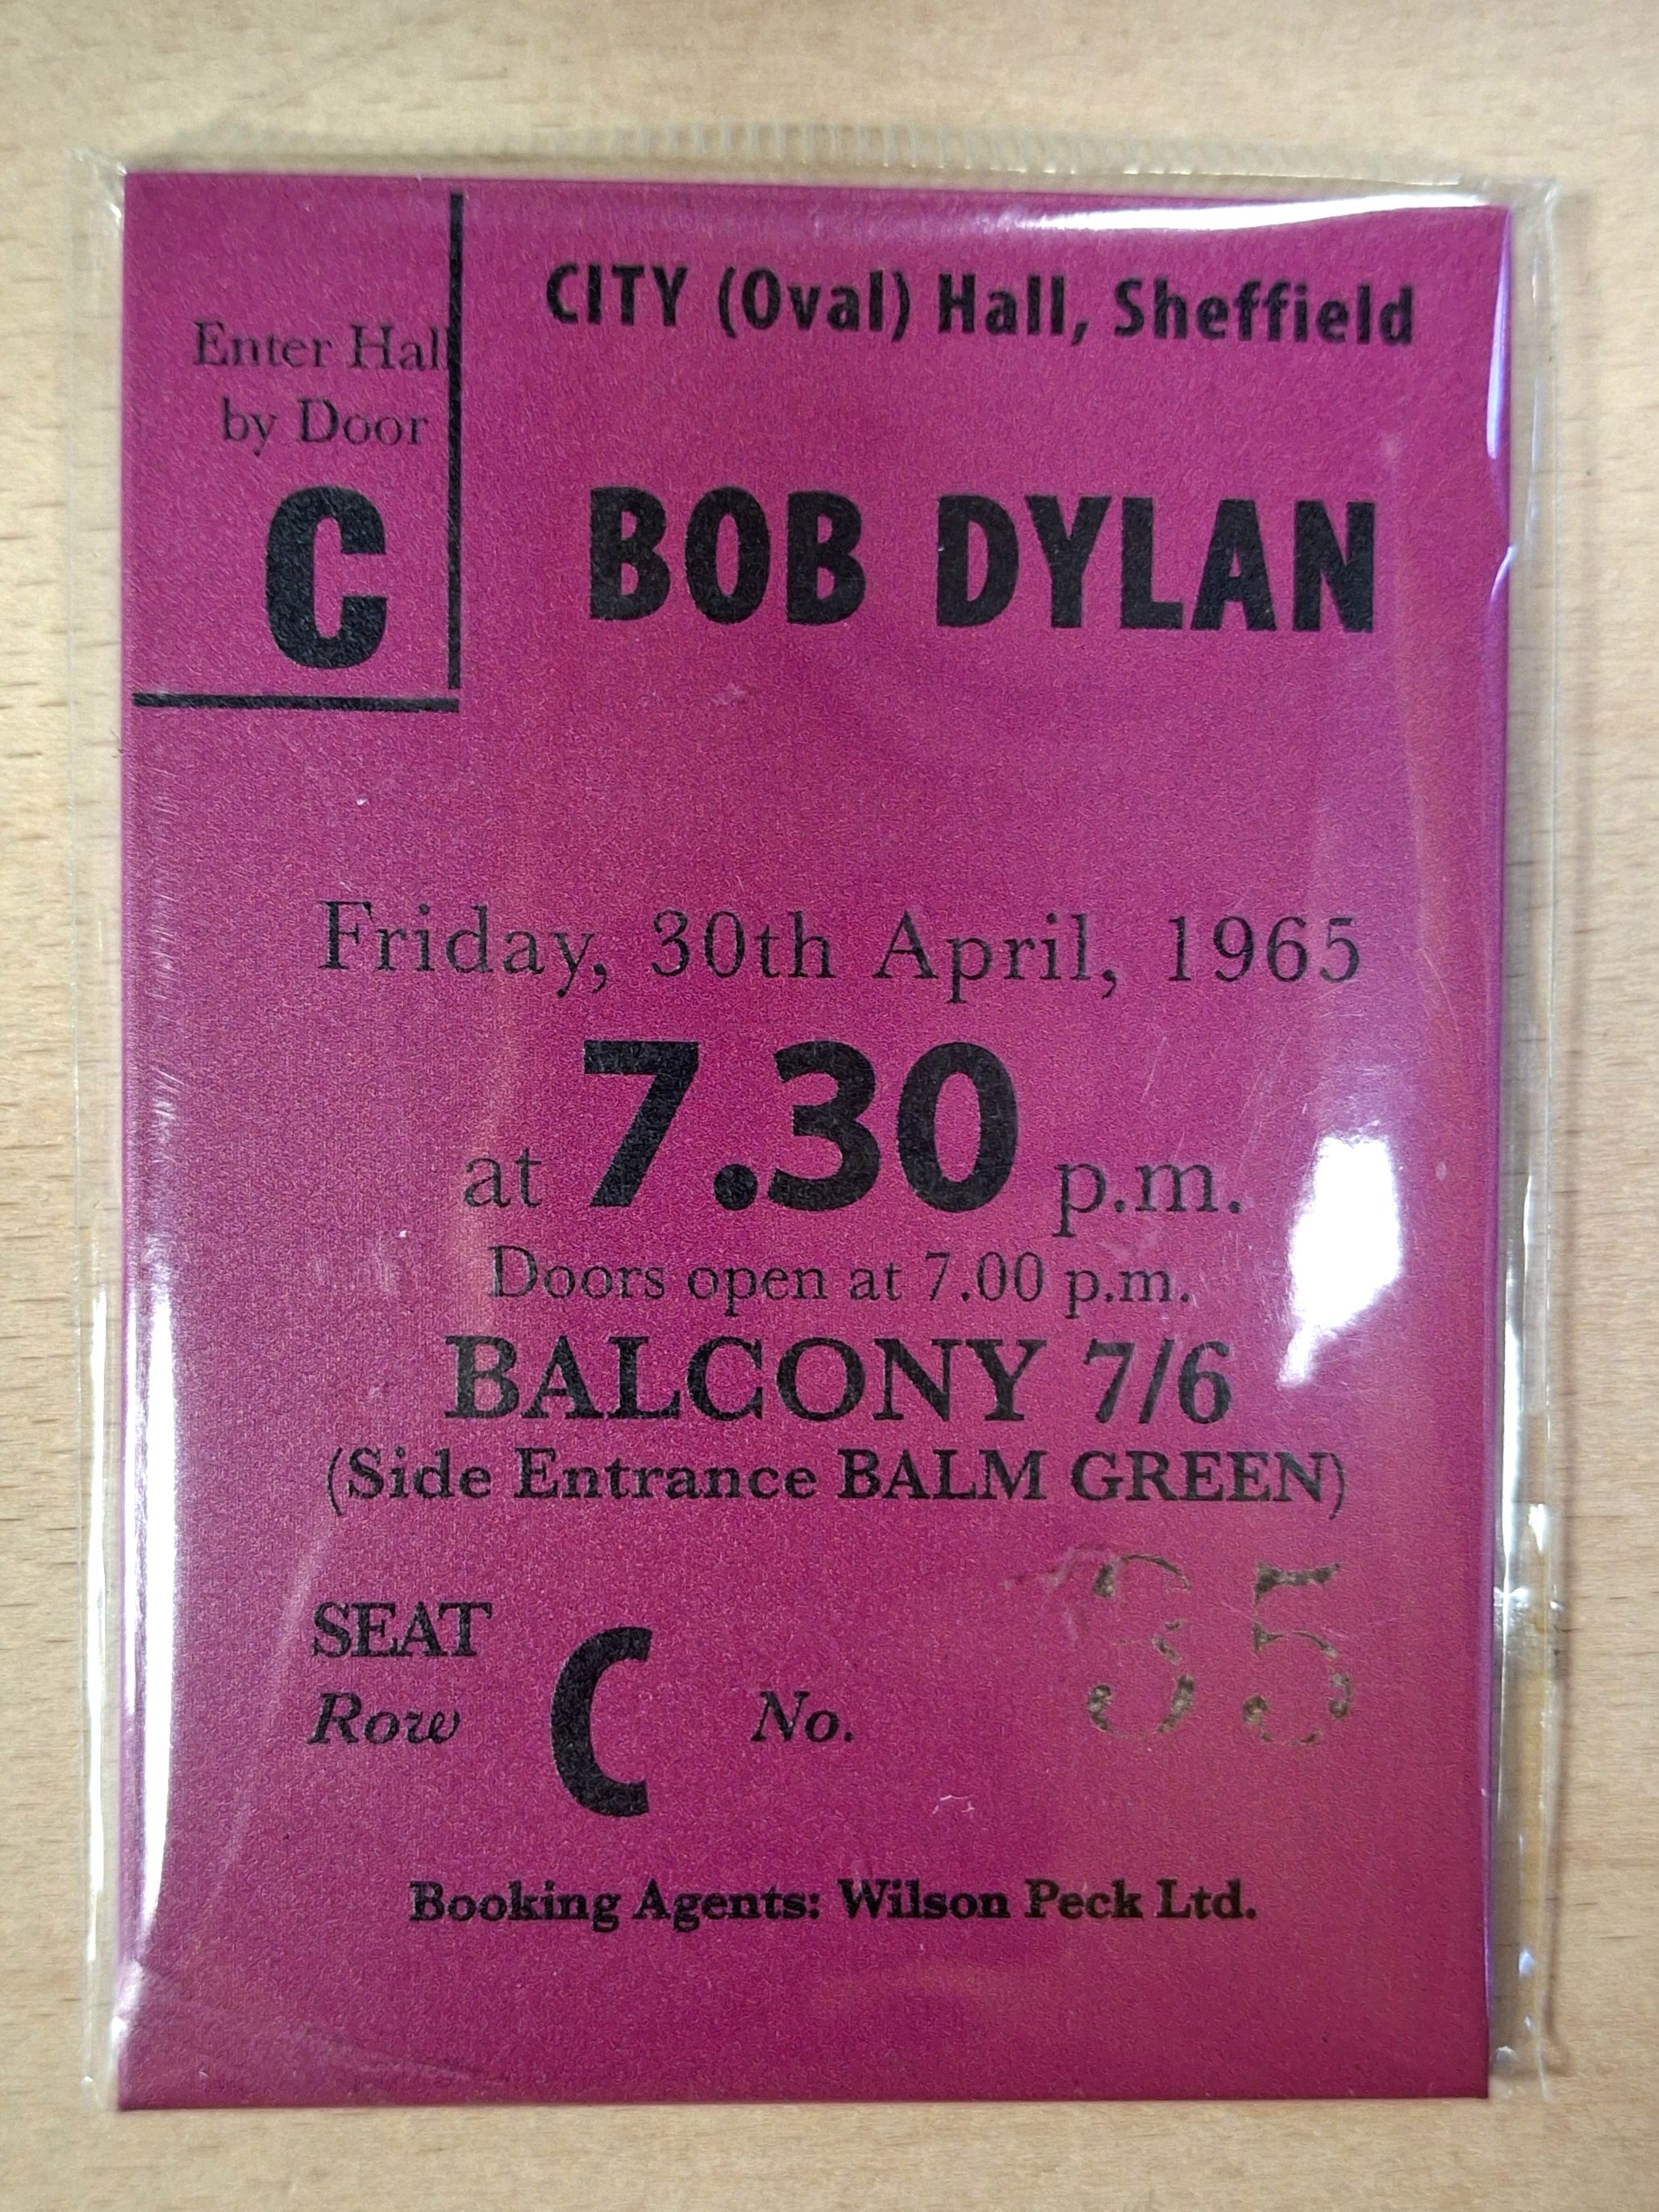 Enter Hall
by Door
C
CITY (Oval) Hall, Sheffield
BOB DYLAN
Friday, 30th April, 1965
at 7.30 p.m.
Doors open at 7.00 p.m.
BALCONY 7/6
(Side Entrance BALM GREEN)
SEAT
Row C No. 35
Booking Agents: Wilson Peck Ltd.